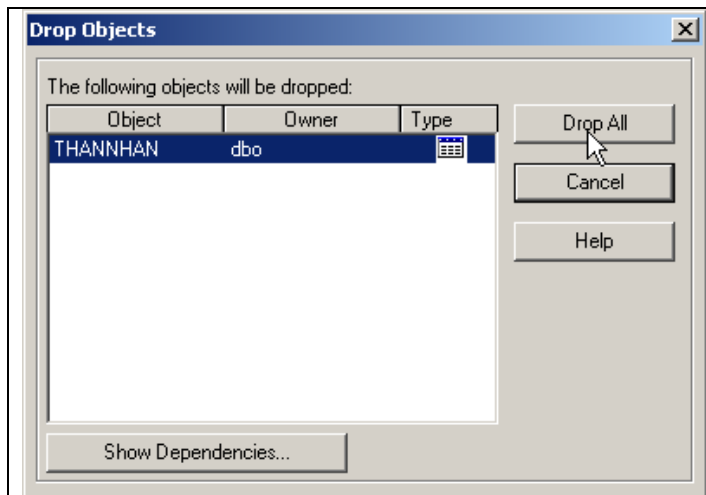 Drop Objects
The following objects will be dropped:
Object Owner Type
THANNHAN dbo
Drop All
Cancel
Help
Show Dependencies...